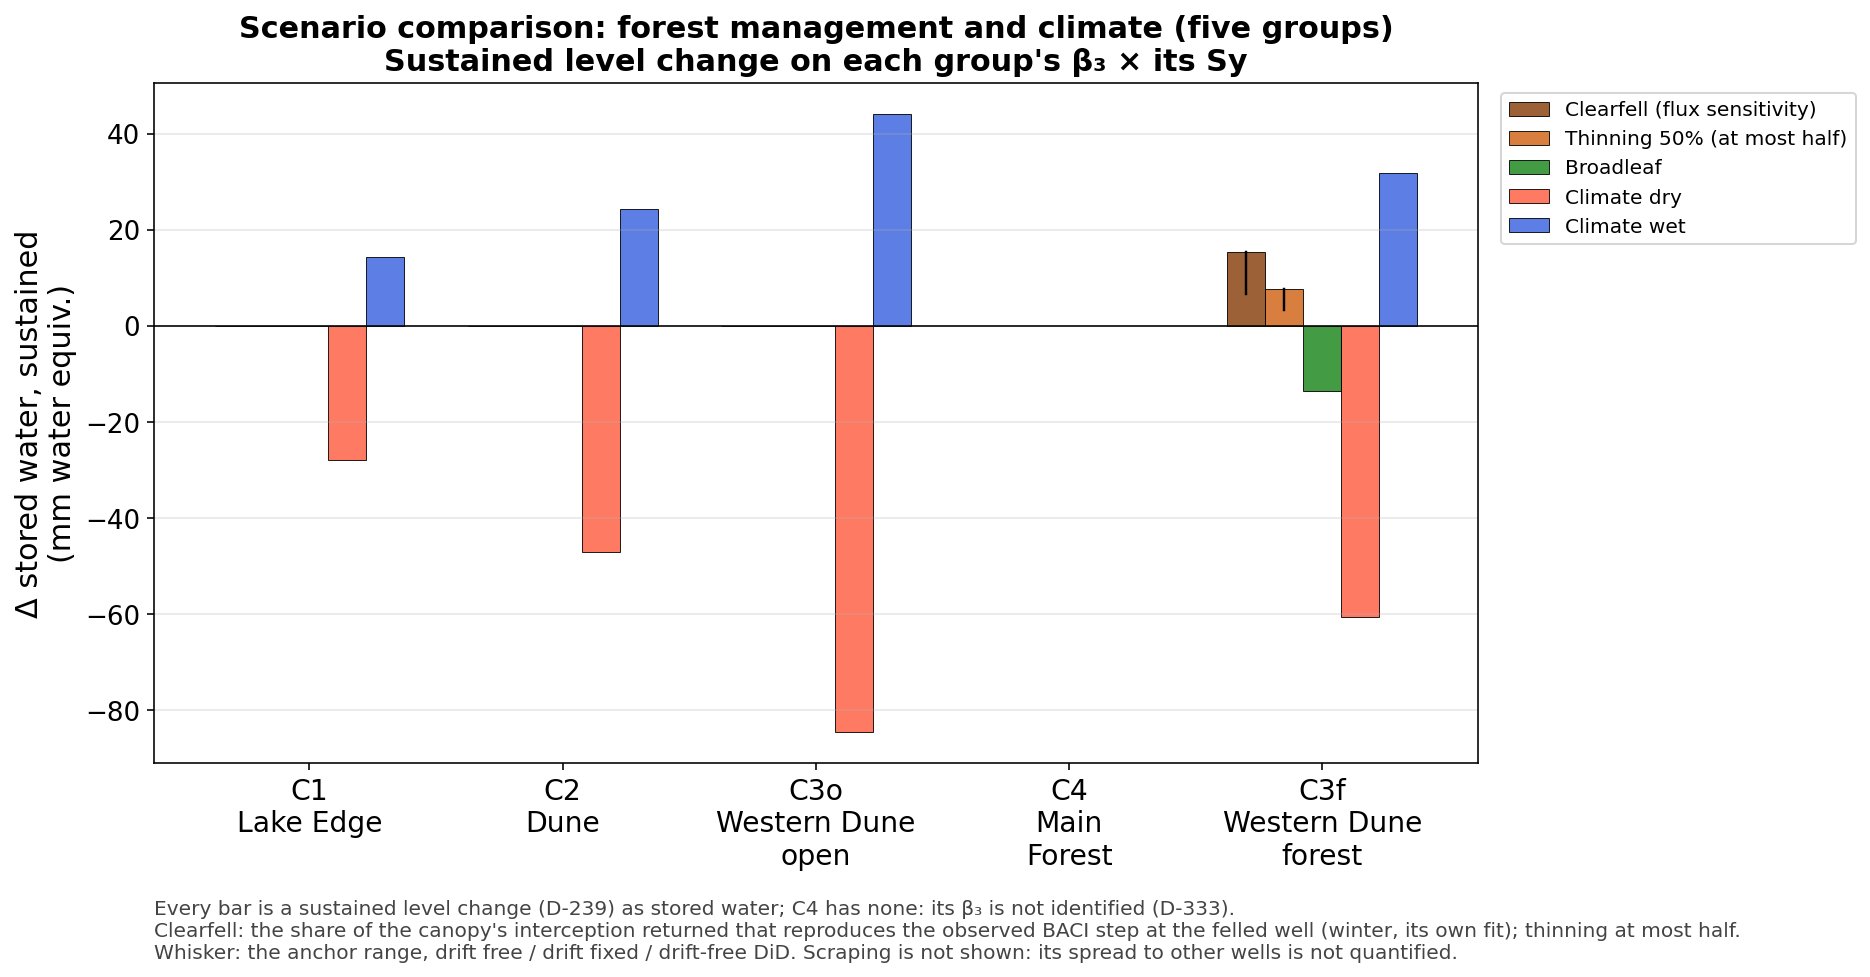 Scenario comparison: forest management and climate (five groups)
Sustained level change on each group's β₃ × its Sy
Δ stored water, sustained
(mm water equiv.)
40
20
0
−20
−40
−60
−80
C1
Lake Edge
C2
Dune
C3o
Western Dune
open
C4
Main
Forest
C3f
Western Dune
forest
Clearfell (flux sensitivity)
Thinning 50% (at most half)
Broadleaf
Climate dry
Climate wet
Every bar is a sustained level change (D-239) as stored water; C4 has none: its β₃ is not identified (D-333).
Clearfell: the share of the canopy's interception returned that reproduces the observed BACI step at the felled well (winter, its own fit); thinning at most half.
Whisker: the anchor range, drift free / drift fixed / drift-free DiD. Scraping is not shown: its spread to other wells is not quantified.